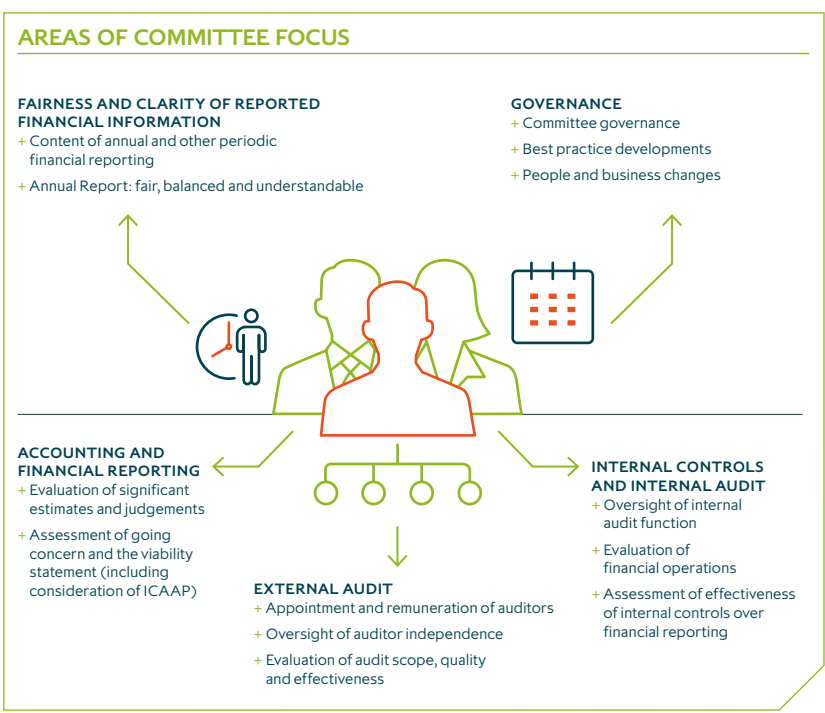 AREAS OF COMMITTEE FOCUS
FAIRNESS AND CLARITY OF REPORTED
FINANCIAL INFORMATION
+ Content of annual and other periodic
financial reporting
+ Annual Report: fair, balanced and understandable
GOVERNANCE
+ Committee governance
+ Best practice developments
+ People and business changes
ACCOUNTING AND
FINANCIAL REPORTING
+ Evaluation of significant
estimates and judgements
+ Assessment of going
concern and the viability
statement (including
consideration of ICAAP)
EXTERNAL AUDIT
+ Appointment and remuneration of auditors
+ Oversight of auditor independence
+ Evaluation of audit scope, quality
and effectiveness
INTERNAL CONTROLS
AND INTERNAL AUDIT
+ Oversight of internal
audit function
+ Evaluation of
financial operations
+ Assessment of effectiveness
of internal controls over
financial reporting